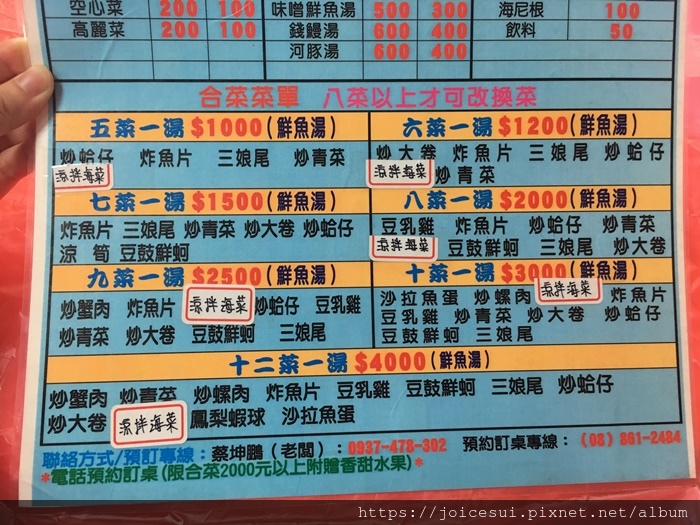 空心菜 200 100 味噌鮮魚湯 500 300 海尼根 100
高麗菜 200 100 錢鰻湯 600 400 飲料 50
河豚湯 600 400
合菜菜單 八菜以上才可改換菜
五菜一湯 $1000(鮮魚湯)
炒蛤仔 炸魚片 三娘尾 炒青菜
涼拌海菜
六菜一湯 $1200(鮮魚湯)
炒大卷 炸魚片 三娘尾 炒蛤仔
涼拌海菜 炒青菜
七菜一湯 $1500(鮮魚湯)
炸魚片 三娘尾 炒青菜 炒大卷 炒蛤仔
涼 筍 豆鼓鮮蚵
八菜一湯 $2000(鮮魚湯)
豆乳雞 炸魚片 炒蛤仔 炒青菜
涼拌海菜 豆鼓鮮蚵 三娘尾 炒大卷
九菜一湯 $2500(鮮魚湯)
炒蟹肉 炸魚片 涼拌海菜 炒蛤仔 豆乳雞
炒青菜 炒大卷 豆鼓鮮蚵 三娘尾
十菜一湯 $3000(鮮魚湯)
沙拉魚蛋 炒螺肉 涼拌海菜 炸魚片
豆乳雞 炒青菜 炒大卷 炒蛤仔
豆鼓鮮蚵 三娘尾
十二菜一湯 $4000(鮮魚湯)
炒蟹肉 炒青菜 炒螺肉 炸魚片 豆乳雞 豆鼓鮮蚵 三娘尾 炒蛤仔
炒大卷 涼拌海菜 鳳梨蝦球 沙拉魚蛋
聯絡方式/預訂專線：蔡坤鵬(老闆)：0937-478-302 預約訂桌專線：(08)861-2484
*電話預約訂桌(限合菜2000元以上附贈香甜水果)*
https://joicesui.pixnet.net/album